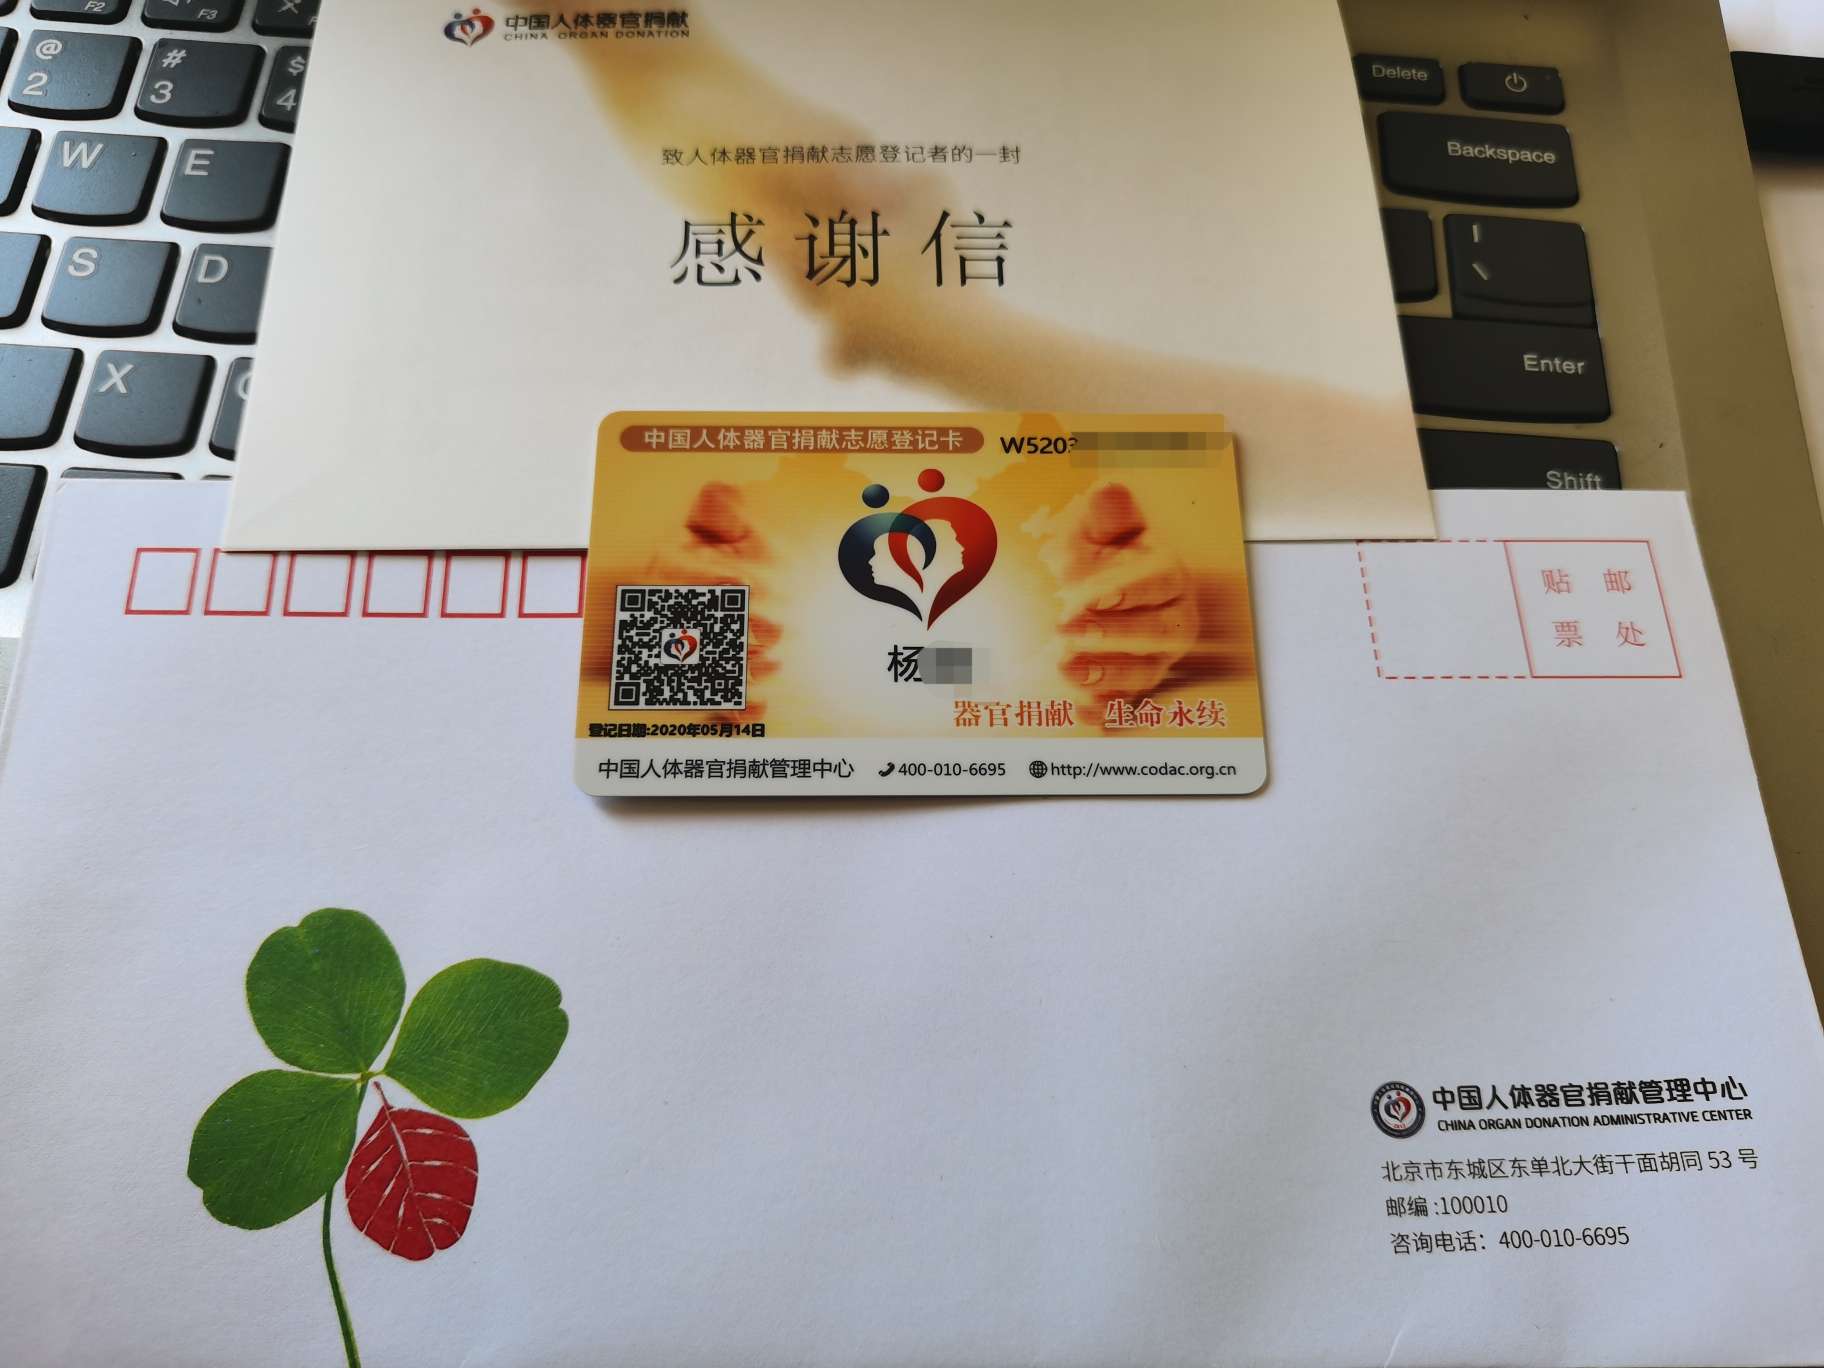 F2
F3
@
2
#
3
$
4
W
E
S
D
X
Delete
Backspace
|
\
Enter
Shift
中国人体器官捐献
CHINA ORGAN DONATION
致人体器官捐献志愿登记者的一封
感谢信
中国人体器官捐献志愿登记卡
W520
杨
器官捐献 生命永续
登记日期:2020年05月14日
中国人体器官捐献管理中心 400-010-6695 http://www.codac.org.cn
贴 邮
票 处
中国人体器官捐献管理中心
CHINA ORGAN DONATION ADMINISTRATIVE CENTER
北京市东城区东单北大街干面胡同 53 号
邮编 :100010
咨询电话：400-010-6695